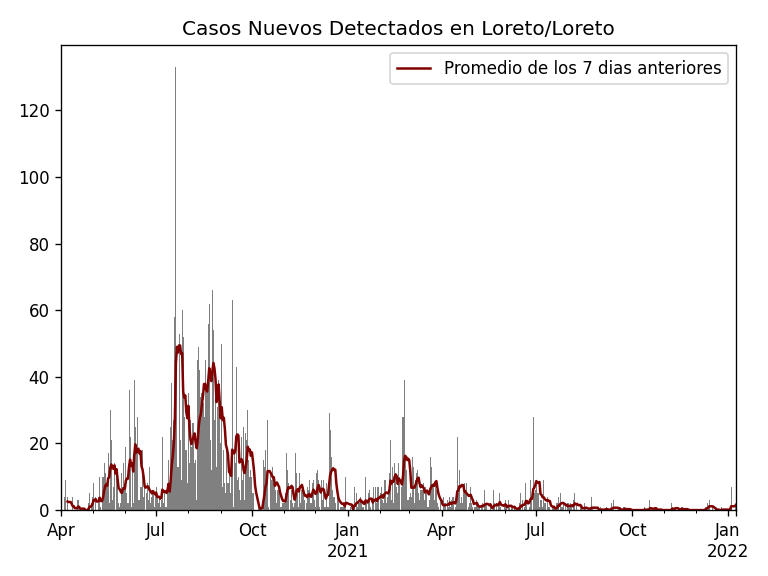 Casos Nuevos Detectados en Loreto/Loreto
Promedio de los 7 dias anteriores
120
100
80
60
40
20
0
Apr Jul Oct Jan Apr Jul Oct Jan
2021 2022